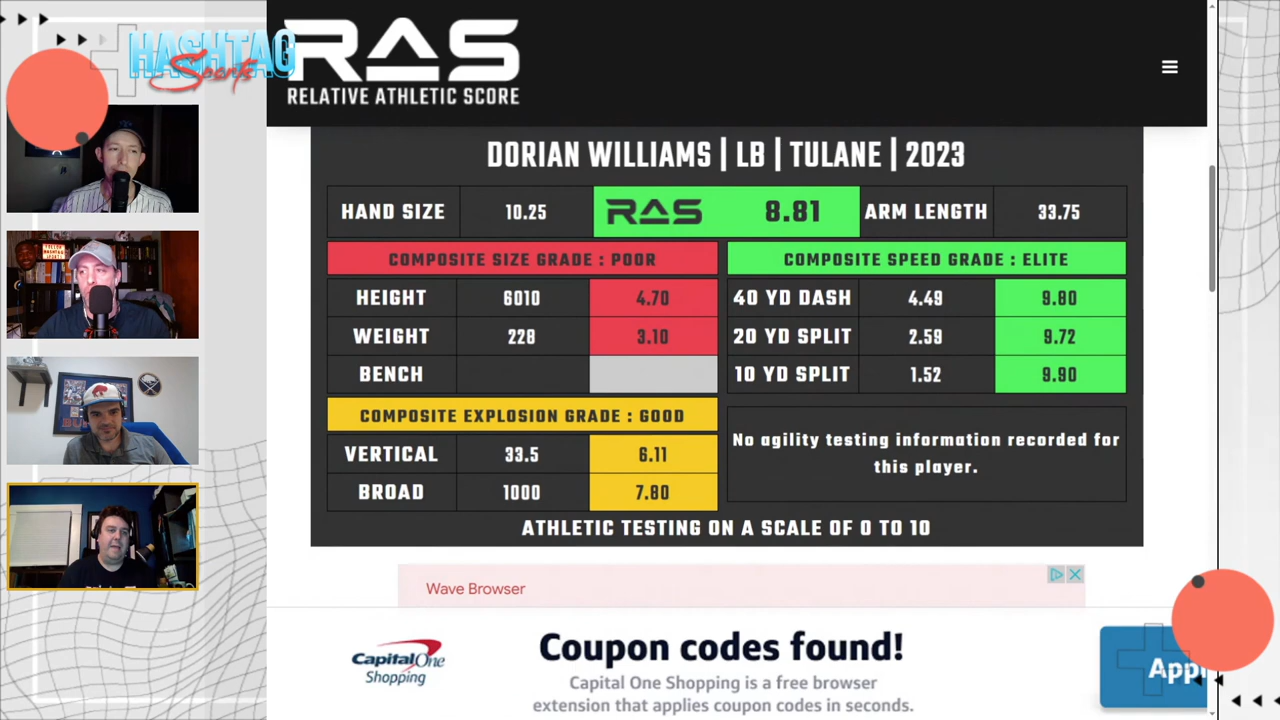 HASHTAG
Sports
RAS
RELATIVE ATHLETIC SCORE
DORIAN WILLIAMS | LB | TULANE | 2023
HAND SIZE 10.25 RAS 8.81 ARM LENGTH 33.75
COMPOSITE SIZE GRADE : POOR COMPOSITE SPEED GRADE : ELITE
HEIGHT 6010 4.70 40 YD DASH 4.49 9.80
WEIGHT 228 3.10 20 YD SPLIT 2.59 9.72
BENCH 10 YD SPLIT 1.52 9.90
COMPOSITE EXPLOSION GRADE : GOOD
VERTICAL 33.5 6.11
BROAD 1000 7.80
No agility testing information recorded for
this player.
ATHLETIC TESTING ON A SCALE OF 0 TO 10
Wave Browser
Capital One
Shopping
Coupon codes found!
Capital One Shopping is a free browser
extension that applies coupon codes in seconds.